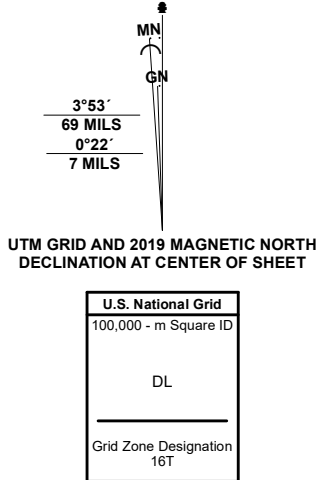 MN
GN
3°53´
69 MILS
0°22´
7 MILS
UTM GRID AND 2019 MAGNETIC NORTH
DECLINATION AT CENTER OF SHEET
U.S. National Grid
100,000 - m Square ID
DL
Grid Zone Designation
16T